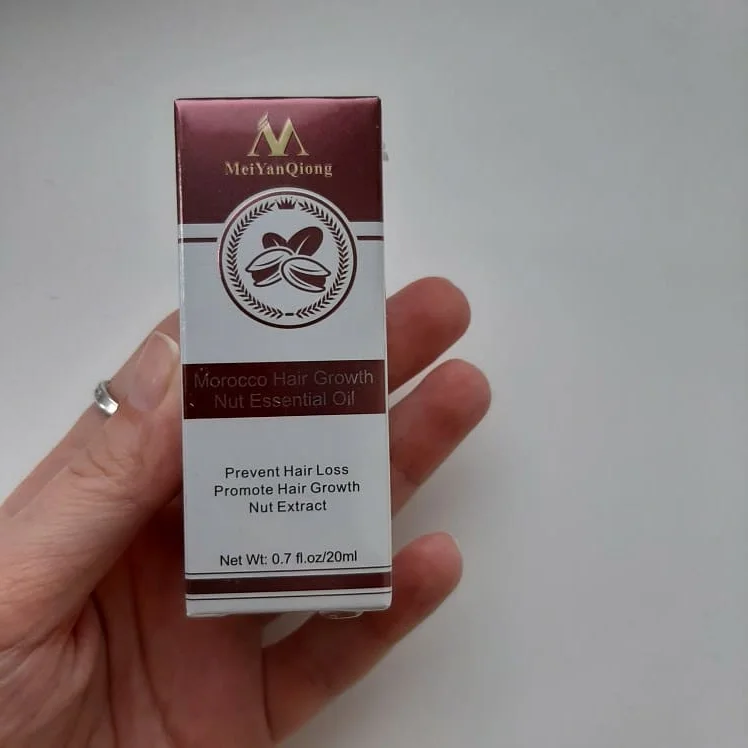 MeiYanQiong
Morocco Hair Growth
Nut Essential Oil
Prevent Hair Loss
Promote Hair Growth
Nut Extract
Net Wt: 0.7 fl.oz/20ml